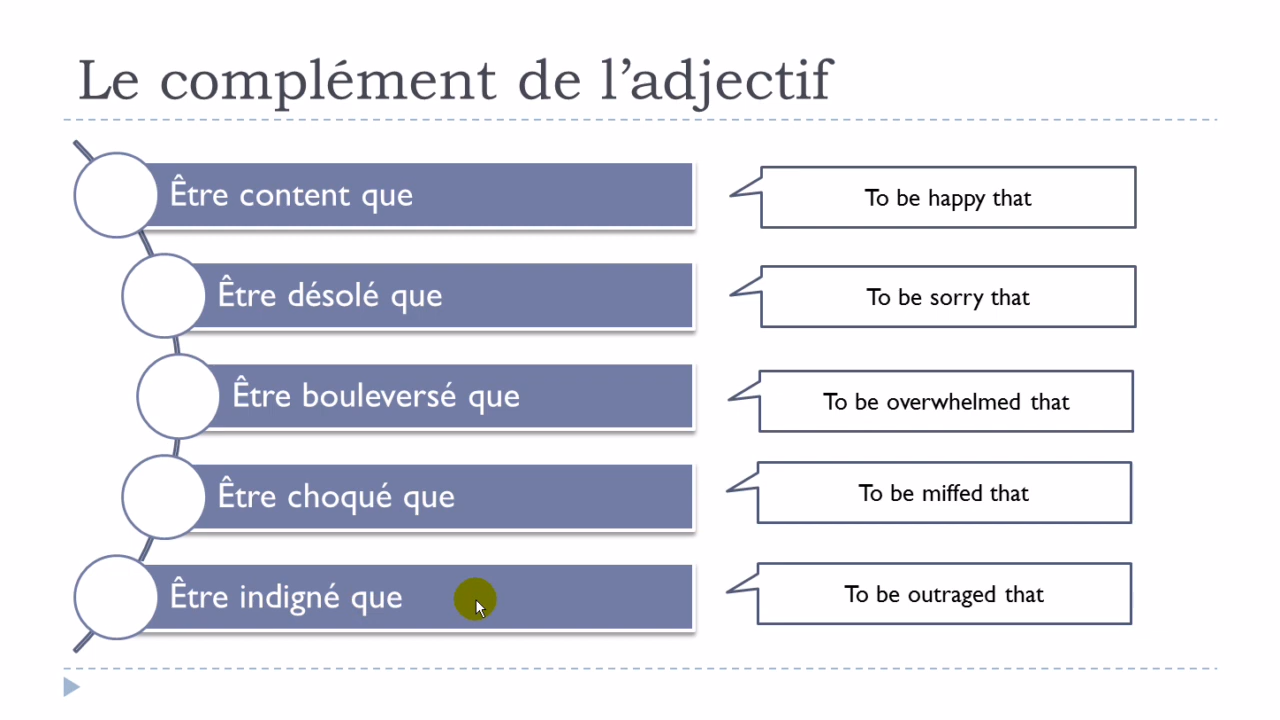 Le complément de l’adjectif
Être content que
To be happy that
Être désolé que
To be sorry that
Être bouleversé que
To be overwhelmed that
Être choqué que
To be miffed that
Être indigné que
To be outraged that